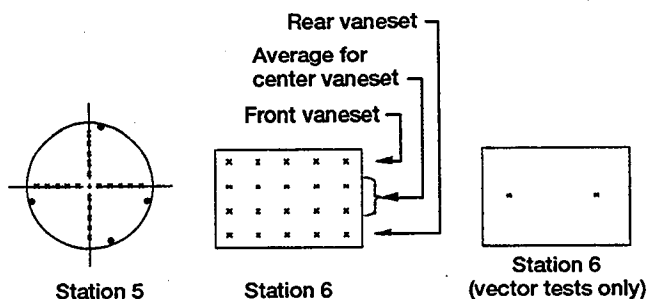 Rear vaneset
Average for
center vaneset
Front vaneset
Station 5
Station 6
Station 6
(vector tests only)